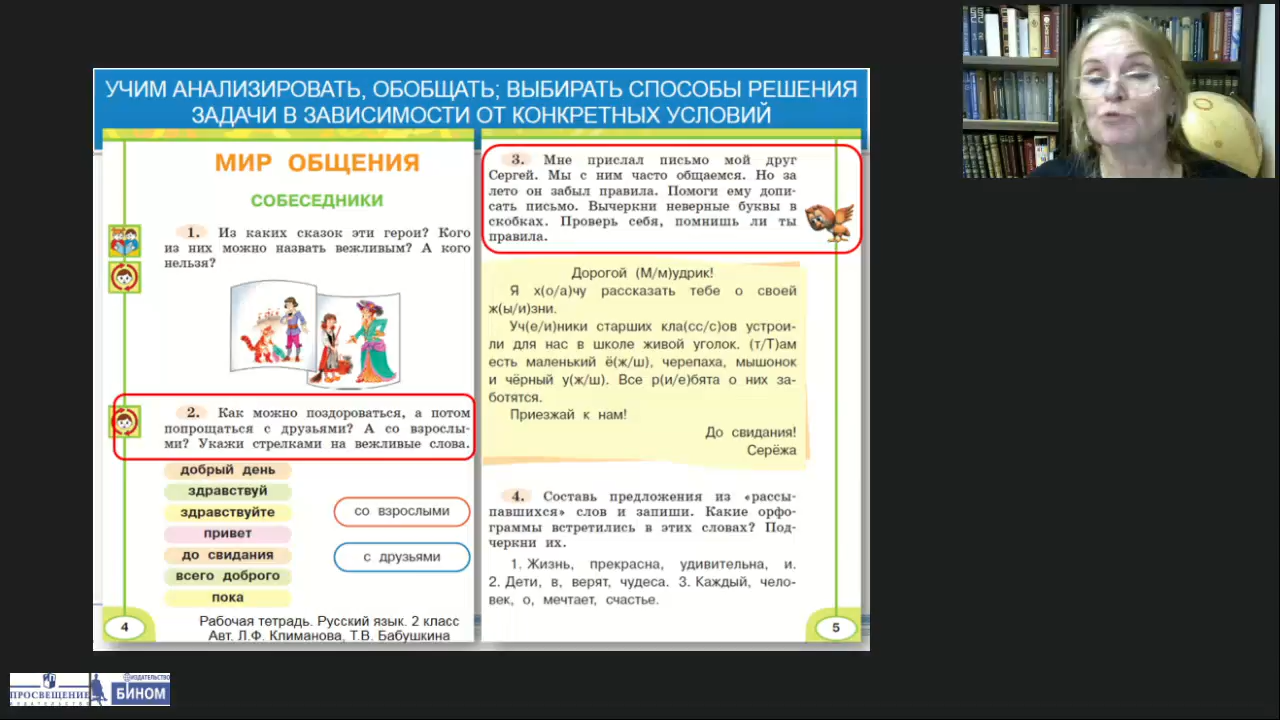 УЧИМ АНАЛИЗИРОВАТЬ, ОБОБЩАТЬ; ВЫБИРАТЬ СПОСОБЫ РЕШЕНИЯ
ЗАДАЧИ В ЗАВИСИМОСТИ ОТ КОНКРЕТНЫХ УСЛОВИЙ
МИР ОБЩЕНИЯ
СОБЕСЕДНИКИ
1. Из каких сказок эти герои? Кого
из них можно назвать вежливым? А кого
нельзя?
2. Как можно поздороваться, а потом
попрощаться с друзьями? А со взрослы-
ми? Укажи стрелками на вежливые слова.
добрый день
здравствуй
здравствуйте
привет
до свидания
всего доброго
пока
со взрослыми
с друзьями
Рабочая тетрадь. Русский язык. 2 класс
Авт. Л.Ф. Климанова, Т.В. Бабушкина
4
3. Мне прислал письмо мой друг
Сергей. Мы с ним часто общаемся. Но за
лето он забыл правила. Помоги ему допи-
сать письмо. Вычеркни неверные буквы в
скобках. Проверь себя, помнишь ли ты
правила.
Дорогой (М/м)удрик!
Я х(о/а)чу рассказать тебе о своей
ж(ы/и)зни.
Уч(е/и)ники старших кла(сс/с)ов устрои-
ли для нас в школе живой уголок. (т/Т)ам
есть маленький ё(ж/ш), черепаха, мышонок
и чёрный у(ж/ш). Все р(и/е)бята о них за-
ботятся.
Приезжай к нам!
До свидания!
Серёжа
4. Составь предложения из «рассы-
павшихся» слов и запиши. Какие орфо-
граммы встретились в этих словах? Под-
черкни их.
1. Жизнь, прекрасна, удивительна, и.
2. Дети, в, верят, чудеса. 3. Каждый, чело-
век, о, мечтает, счастье.
5
ПРОСВЕЩЕНИЕ
ИЗДАТЕЛЬСТВО
ИЗДАТЕЛЬСТВО
БИНОМ